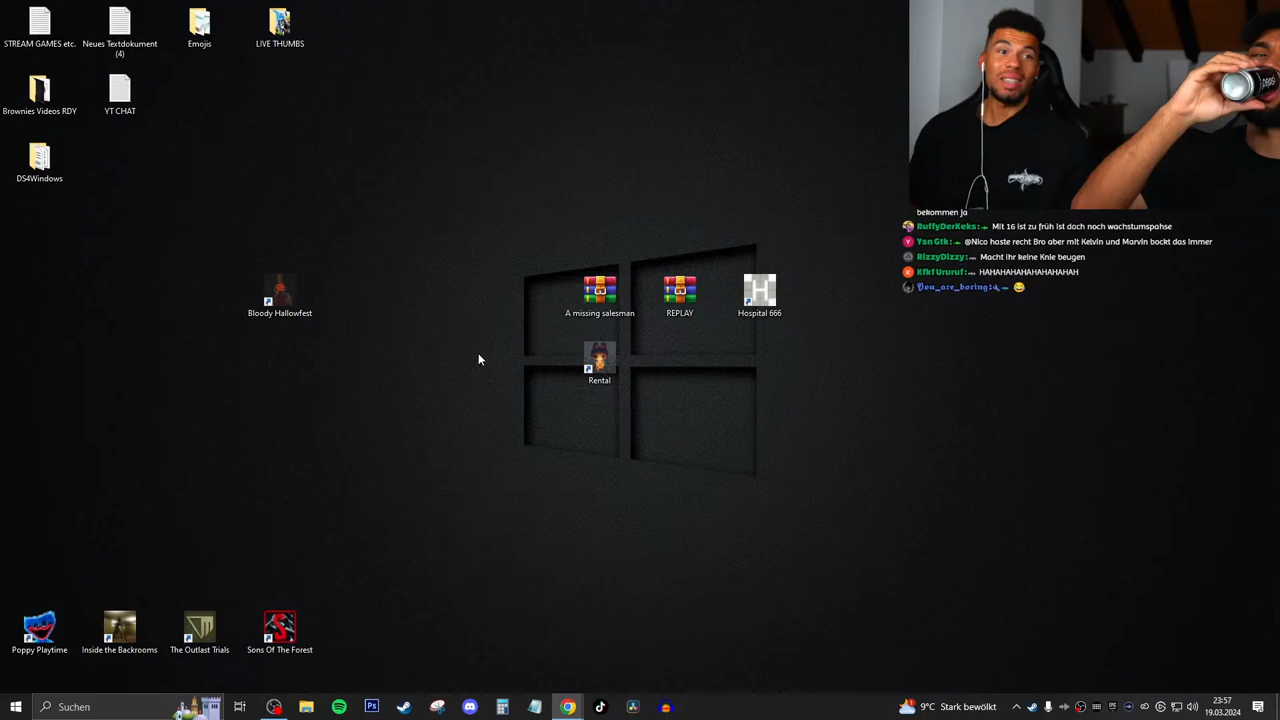 STREAM GAMES etc.
Neues Textdokument
(4)
Emojis
LIVE THUMBS
Brownies Videos RDY
YT CHAT
DS4Windows
bekommen ja
RuffyDerKeks: Mit 16 ist zu früh ist doch noch wachstumspahse
Ysn Gtk: @Nico haste recht Bro aber mit Kelvin und Marvin bockt das immer
RizzyDizzy: Macht ihr keine Knie beugen
Kfkf Ururuf: HAHAHAHAHAHAHAHAH
You_are_boring: 😂
Bloody Hallowfest
A missing salesman
REPLAY
Hospital 666
Rental
Poppy Playtime
Inside the Backrooms
The Outlast Trials
Sons Of The Forest
Suchen
9°C Stark bewölkt
23:57
19.03.2024